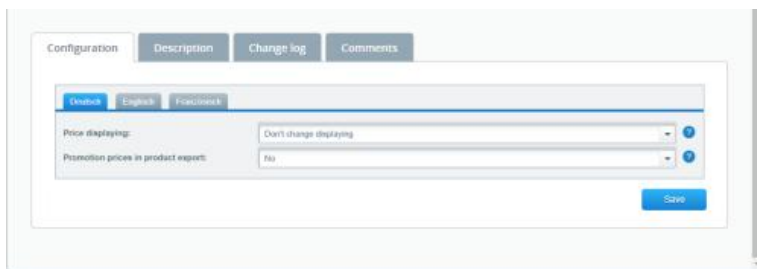 Configuration Description Change log Comments
Deutsch Englisch Französisch
Price displaying: Don't change displaying
Promotion prices in product export: No
Save